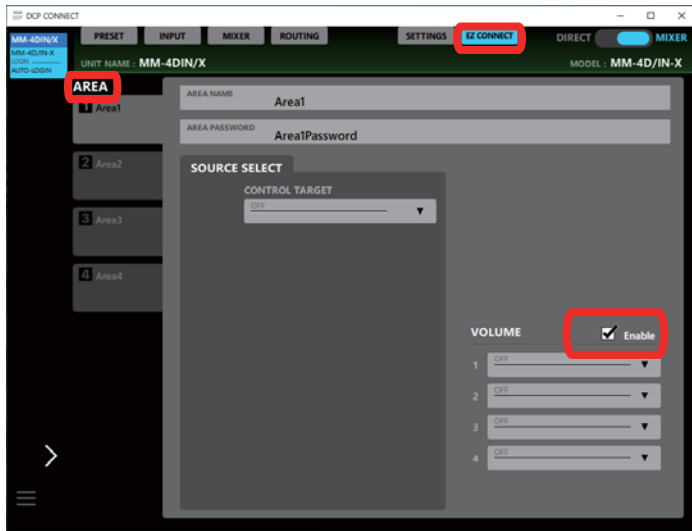 DCP CONNECT
MM-4DIN/X
MM-4D/IN-X
LOGIN
AUTO-LOGIN
PRESET INPUT MIXER ROUTING SETTINGS EZ CONNECT DIRECT MIXER
UNIT NAME : MM-4DIN/X MODEL : MM-4D/IN-X
AREA
1 Area1
2 Area2
3 Area3
4 Area4
AREA NAME
Area1
AREA PASSWORD
Area1Password
SOURCE SELECT
CONTROL TARGET
OFF
VOLUME Enable
1 OFF
2 OFF
3 OFF
4 OFF